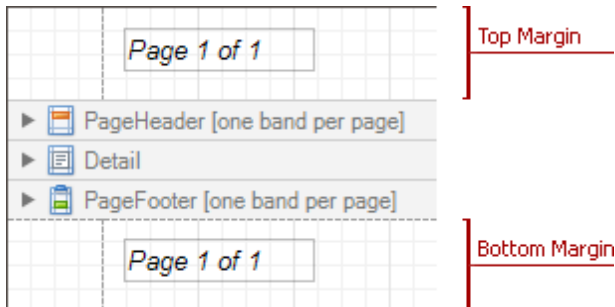 Page 1 of 1
Top Margin
PageHeader [one band per page]
Detail
PageFooter [one band per page]
Page 1 of 1
Bottom Margin